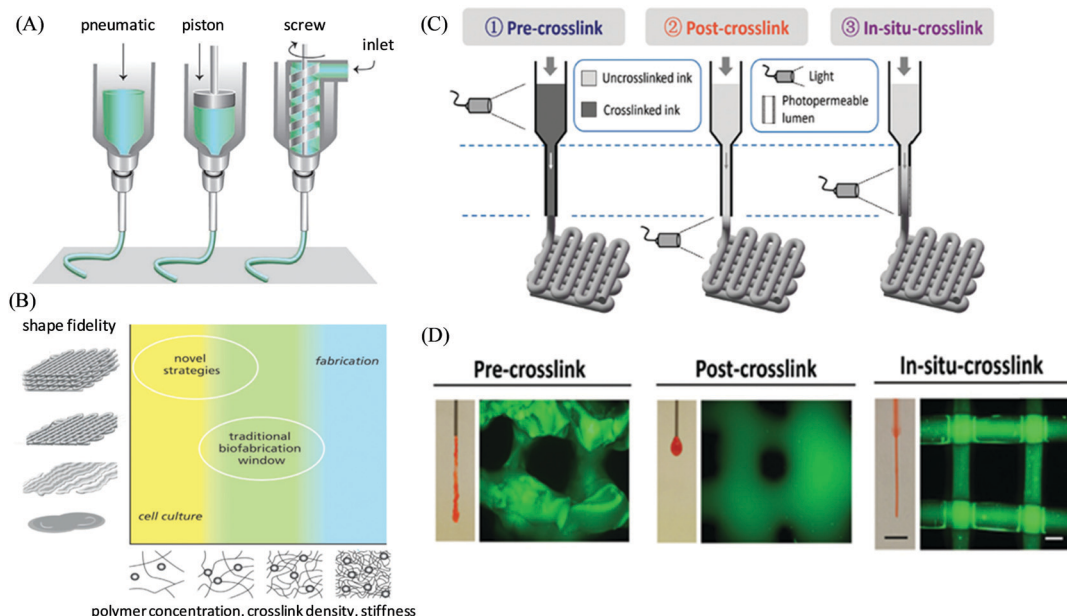 (A)
pneumatic
piston
screw
inlet
(B)
shape fidelity
novel
strategies
fabrication
traditional
biofabrication
window
cell culture
polymer concentration, crosslink density, stiffness
(C)
① Pre-crosslink
② Post-crosslink
③ In-situ-crosslink
Uncrosslinked ink
Crosslinked ink
Light
Photopermeable
lumen
(D)
Pre-crosslink
Post-crosslink
In-situ-crosslink